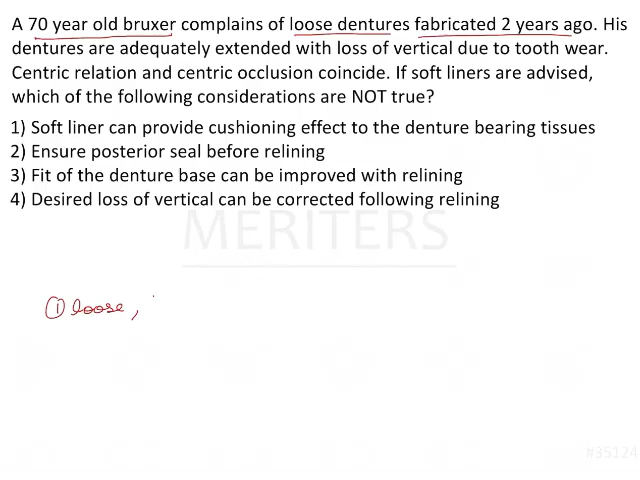 A 70 year old bruxer complains of loose dentures fabricated 2 years ago. His
dentures are adequately extended with loss of vertical due to tooth wear.
Centric relation and centric occlusion coincide. If soft liners are advised,
which of the following considerations are NOT true?
1) Soft liner can provide cushioning effect to the denture bearing tissues
2) Ensure posterior seal before relining
3) Fit of the denture base can be improved with relining
4) Desired loss of vertical can be corrected following relining
MERITERS
① loose,
#35124